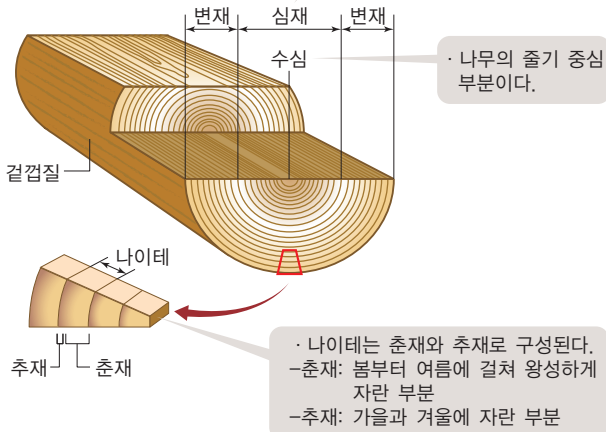 변재
심재
변재
수심
· 나무의 줄기 중심
부분이다.
겉껍질
나이테
추재
춘재
· 나이테는 춘재와 추재로 구성된다.
-춘재: 봄부터 여름에 걸쳐 왕성하게
자란 부분
-추재: 가을과 겨울에 자란 부분